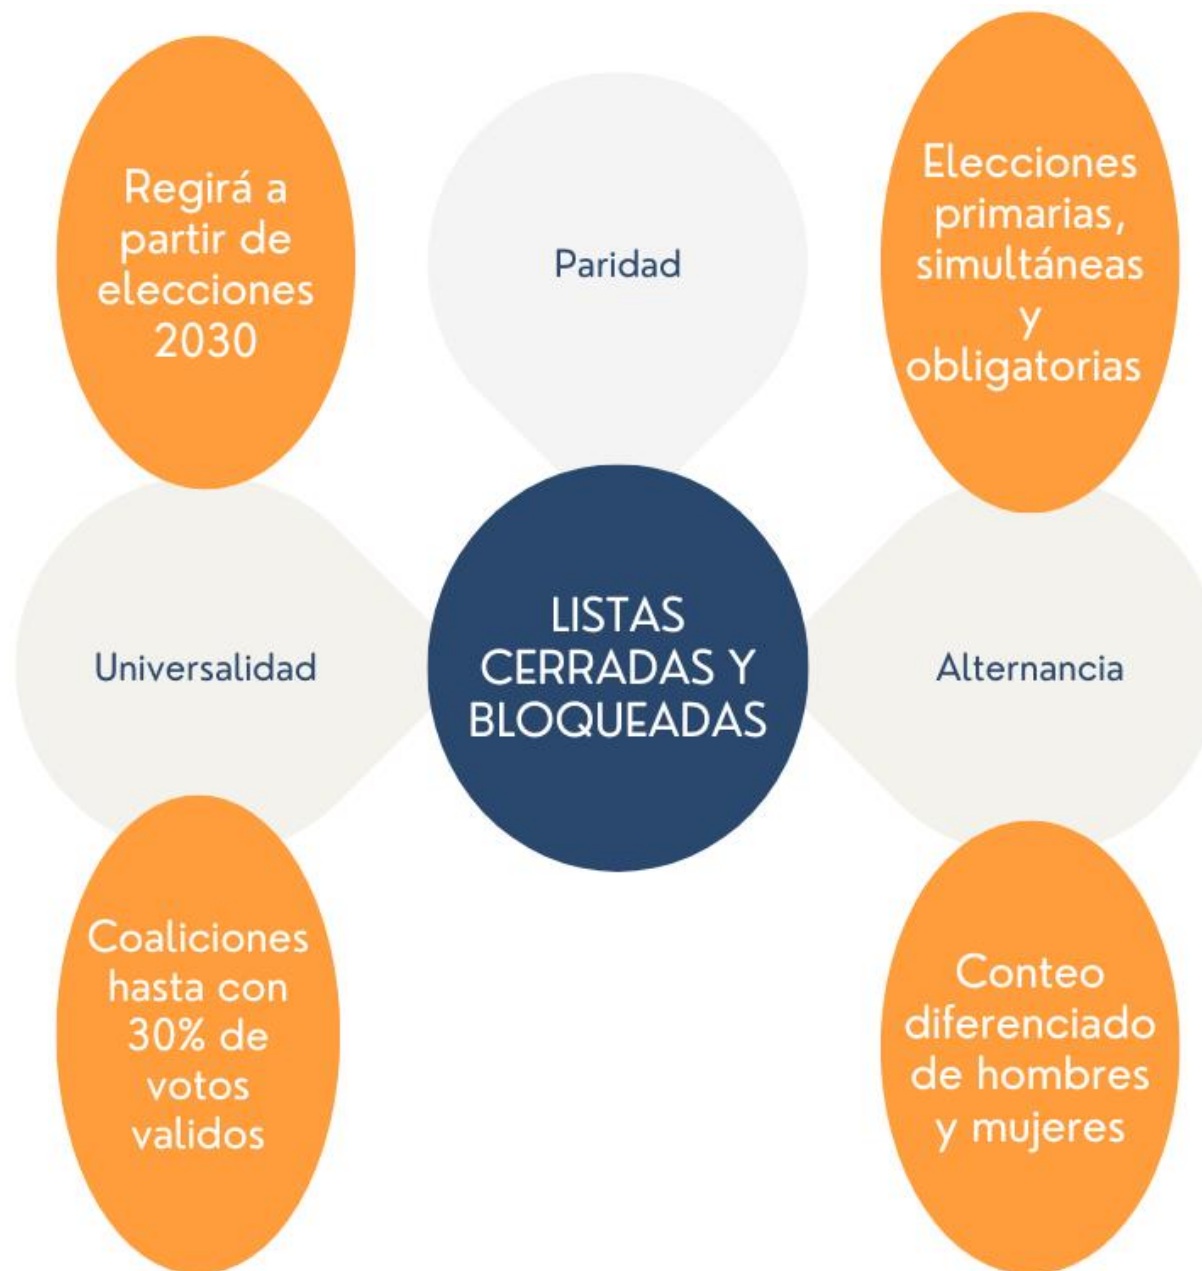 Regirá a
partir de
elecciones
2030
Paridad
Elecciones
primarias,
simultáneas
y
obligatorias
Universalidad
LISTAS
CERRADAS Y
BLOQUEADAS
Alternancia
Coaliciones
hasta con
30% de
votos
validos
Conteo
diferenciado
de hombres
y mujeres